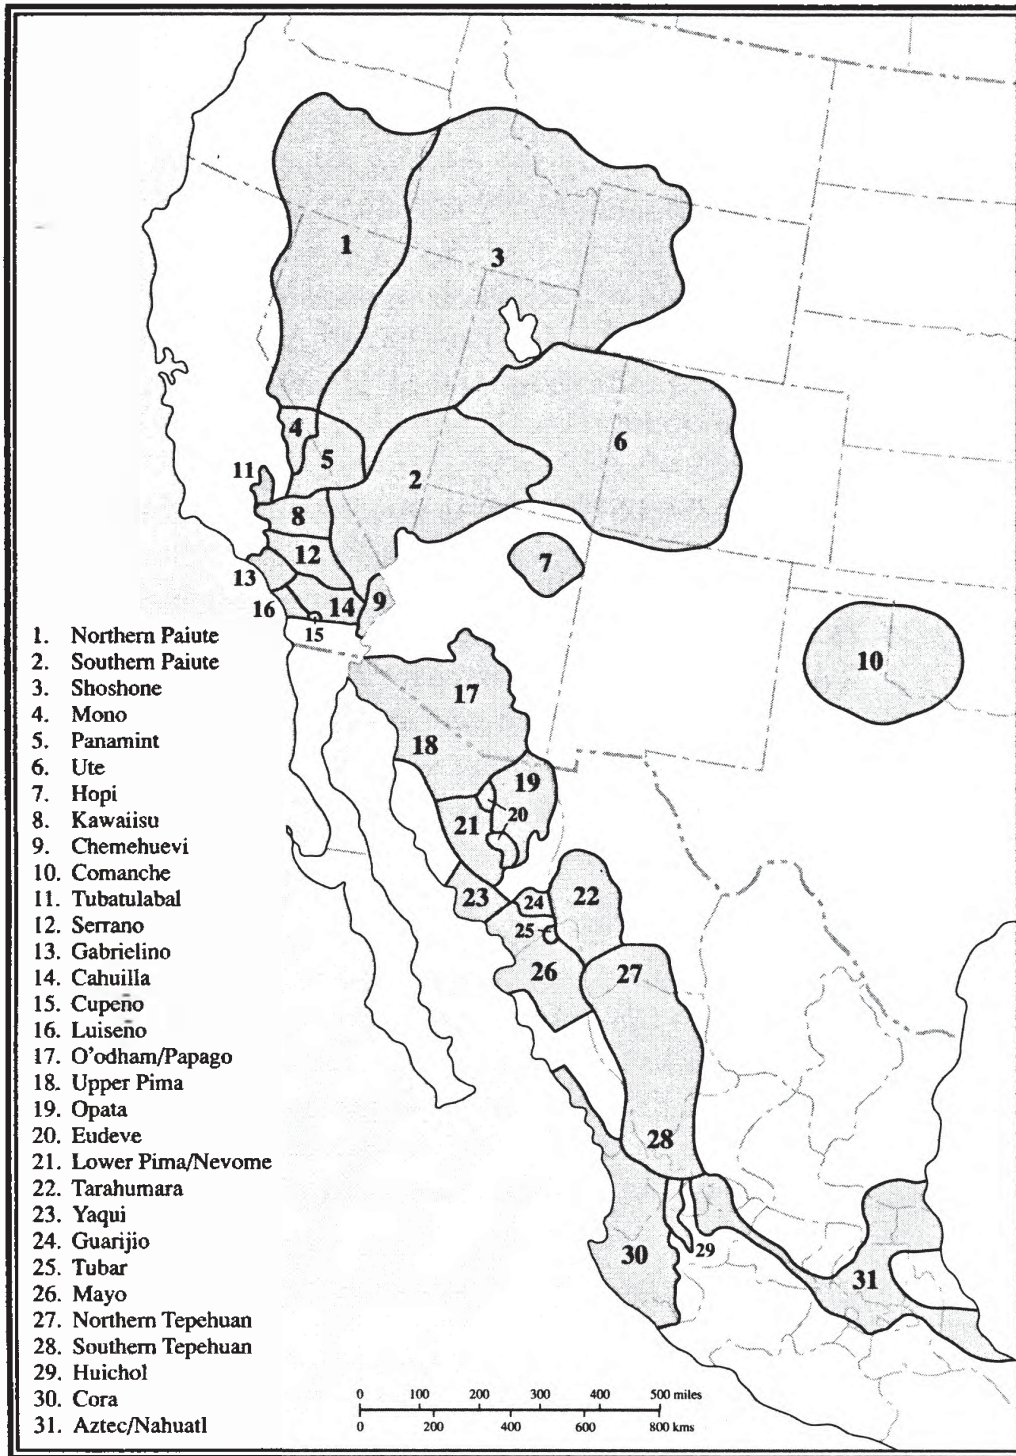 1
3
4
5
6
2
11
8
7
12
13
14
9
16
15
10
17
18
19
20
21
22
23
24
25
26
27
28
29
30
31
1. Northern Paiute
2. Southern Paiute
3. Shoshone
4. Mono
5. Panamint
6. Ute
7. Hopi
8. Kawaiisu
9. Chemehuevi
10. Comanche
11. Tubatulabal
12. Serrano
13. Gabrielino
14. Cahuilla
15. Cupeño
16. Luiseño
17. O'odham/Papago
18. Upper Pima
19. Opata
20. Eudeve
21. Lower Pima/Nevome
22. Tarahumara
23. Yaqui
24. Guarijio
25. Tubar
26. Mayo
27. Northern Tepehuan
28. Southern Tepehuan
29. Huichol
30. Cora
31. Aztec/Nahuatl
0 100 200 300 400 500 miles
0 200 400 600 800 kms